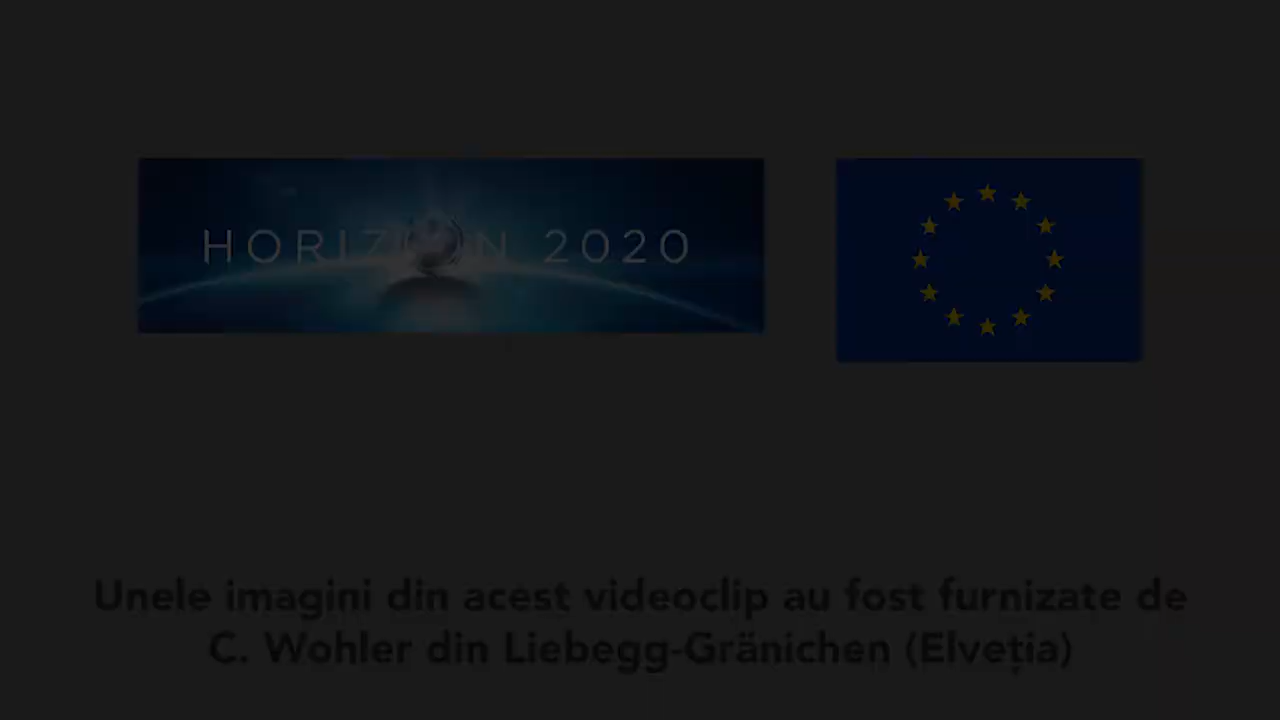 HORIZON 2020
Unele imagini din acest videoclip au fost furnizate de
C. Wohler din Liebegg-Gränichen (Elveția)